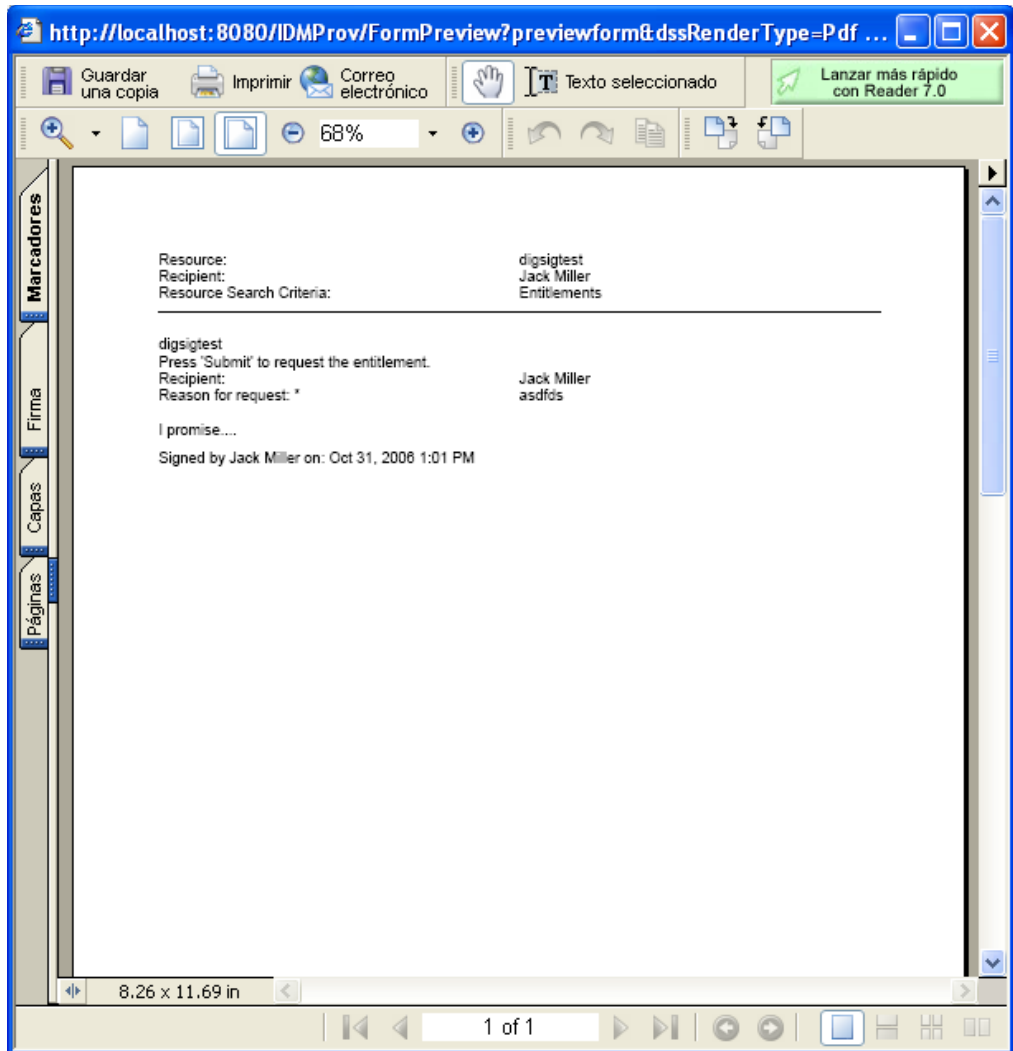 http://localhost:8080/IDMProv/FormPreview?previewform&dssRenderType=Pdf ...
Guardar una copia
Imprimir
Correo electrónico
Texto seleccionado
Lanzar más rápido
con Reader 7.0
68%
Marcadores
Firma
Capas
Páginas
Resource: digsigtest
Recipient: Jack Miller
Resource Search Criteria: Entitlements
digsigtest
Press 'Submit' to request the entitlement.
Recipient: Jack Miller
Reason for request: * asdfds
I promise....
Signed by Jack Miller on: Oct 31, 2006 1:01 PM
8.26 x 11.69 in
1 of 1